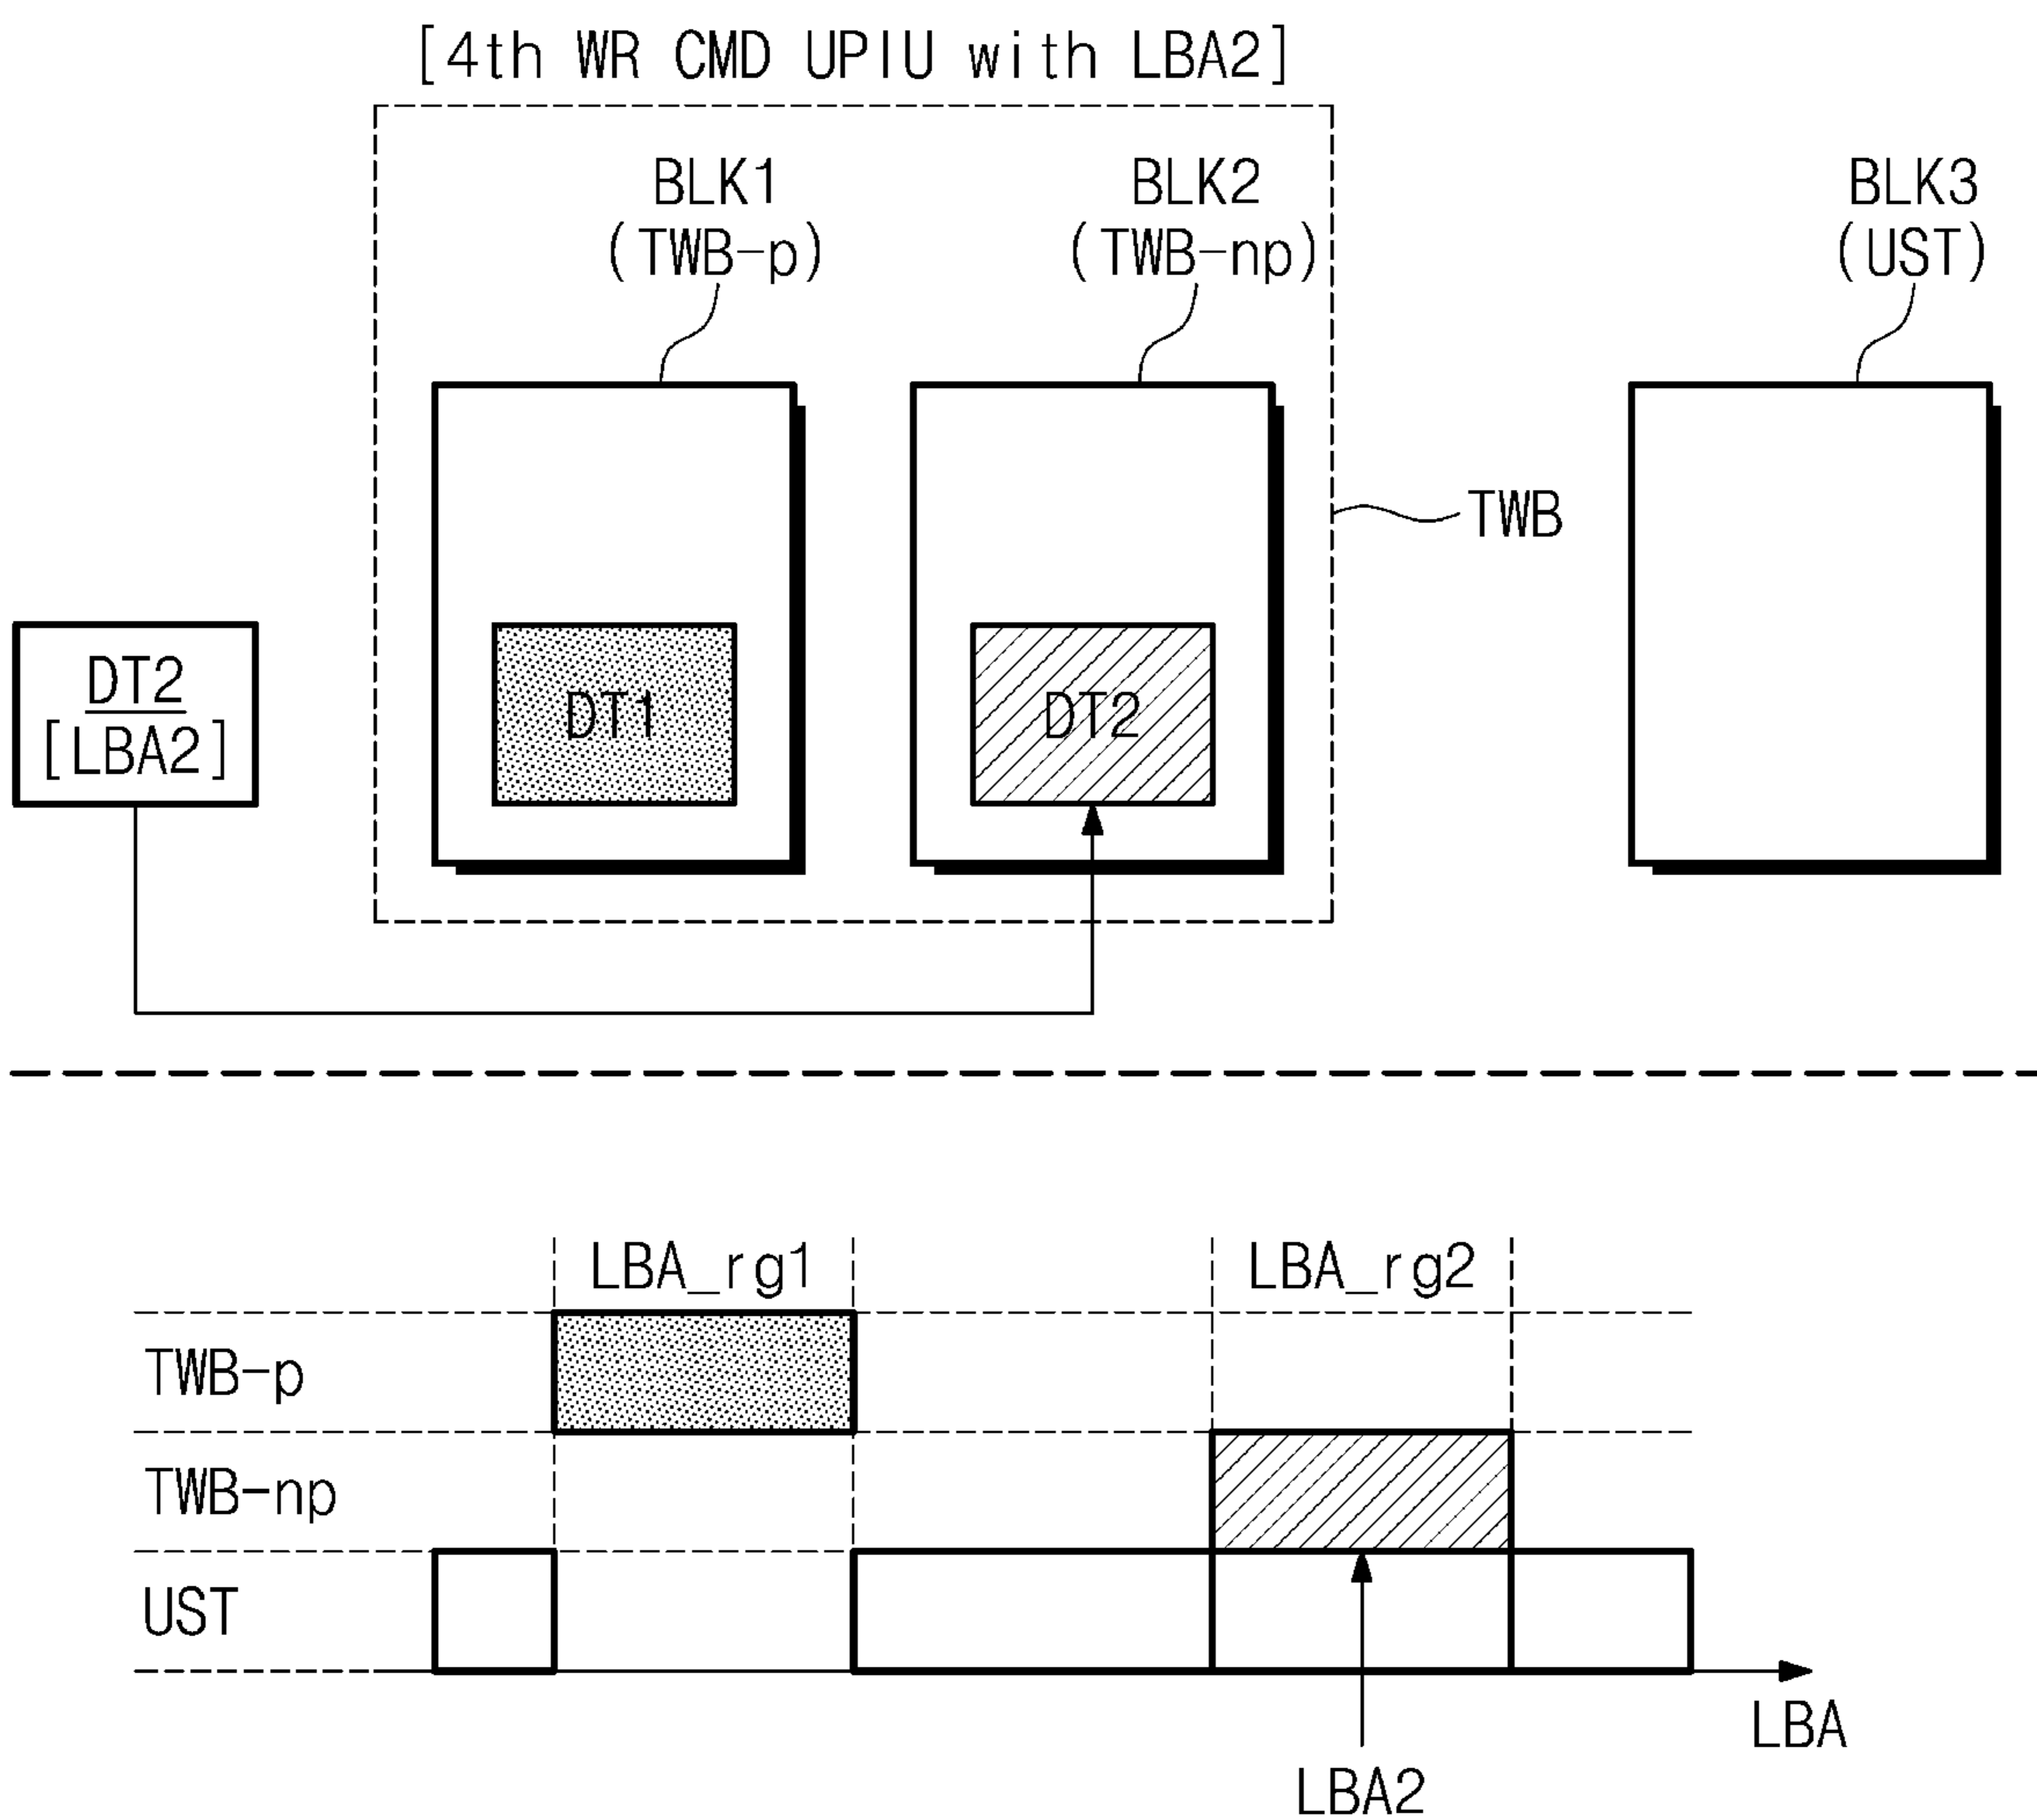 [4th WR CMD UPIU with LBA2]
BLK1
(TWB-p)
BLK2
(TWB-np)
BLK3
(UST)
TWB
DT2
[LBA2]
DT1
DT2
LBA_rg1
LBA_rg2
TWB-p
TWB-np
UST
LBA
LBA2